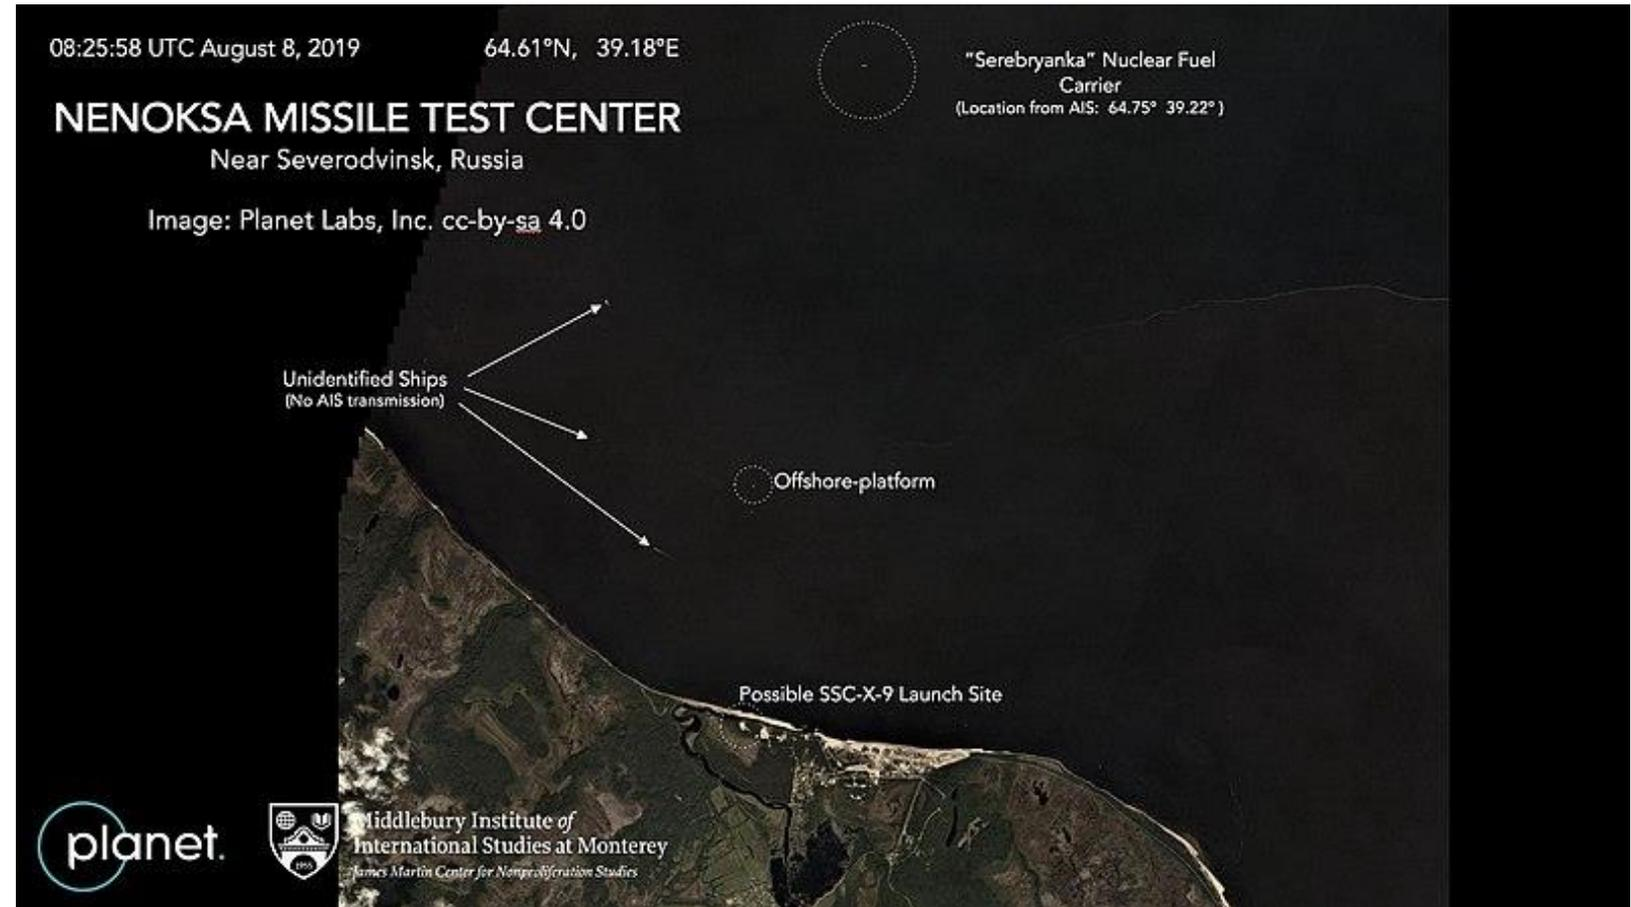 08:25:58 UTC August 8, 2019
64.61°N, 39.18°E
NENOKSA MISSILE TEST CENTER
Near Severodvinsk, Russia
Image: Planet Labs, Inc. cc-by-sa 4.0
"Serebryanka" Nuclear Fuel
Carrier
(Location from AIS: 64.75° 39.22° )
Unidentified Ships
(No AIS transmission)
Offshore-platform
Possible SSC-X-9 Launch Site
planet.
1955
Middlebury Institute of
International Studies at Monterey
James Martin Center for Nonproliferation Studies